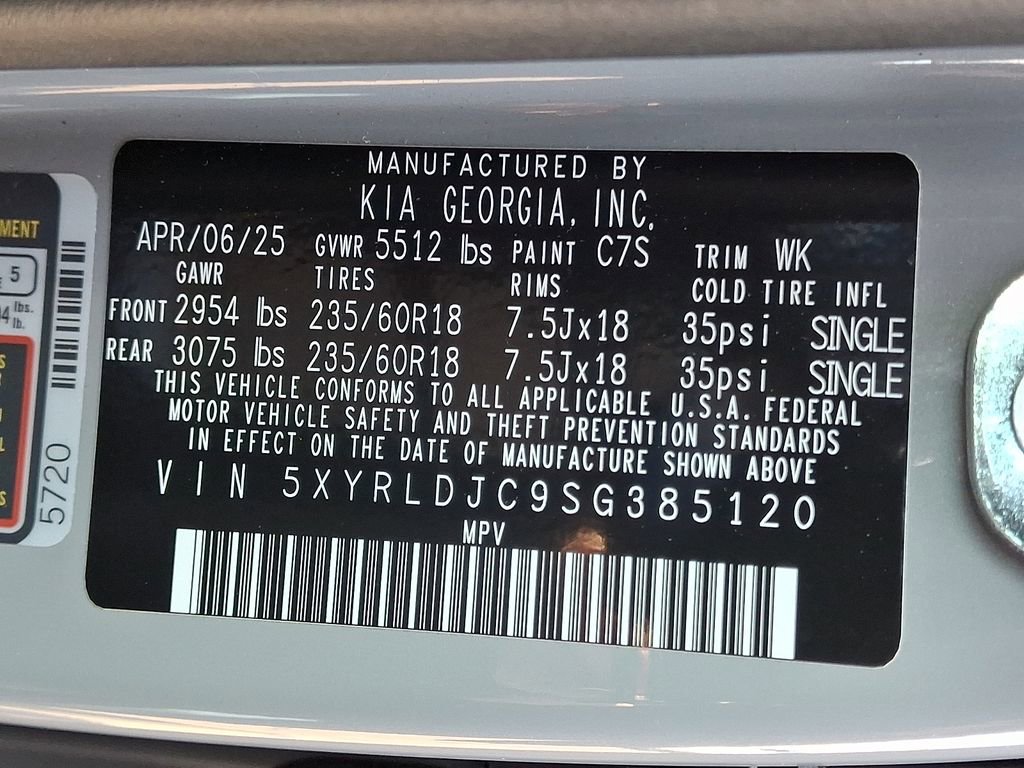 MANUFACTURED BY
KIA GEORGIA, INC.
APR/06/25 GVWR 5512 lbs PAINT C7S TRIM WK
GAWR TIRES RIMS COLD TIRE INFL
FRONT 2954 lbs 235/60R18 7.5Jx18 35psi SINGLE
REAR 3075 lbs 235/60R18 7.5Jx18 35psi SINGLE
THIS VEHICLE CONFORMS TO ALL APPLICABLE U.S.A. FEDERAL
MOTOR VEHICLE SAFETY AND THEFT PREVENTION STANDARDS
IN EFFECT ON THE DATE OF MANUFACTURE SHOWN ABOVE
VIN 5XYRLDJC9SG385120
MPV
5
lbs.
lb.
5720